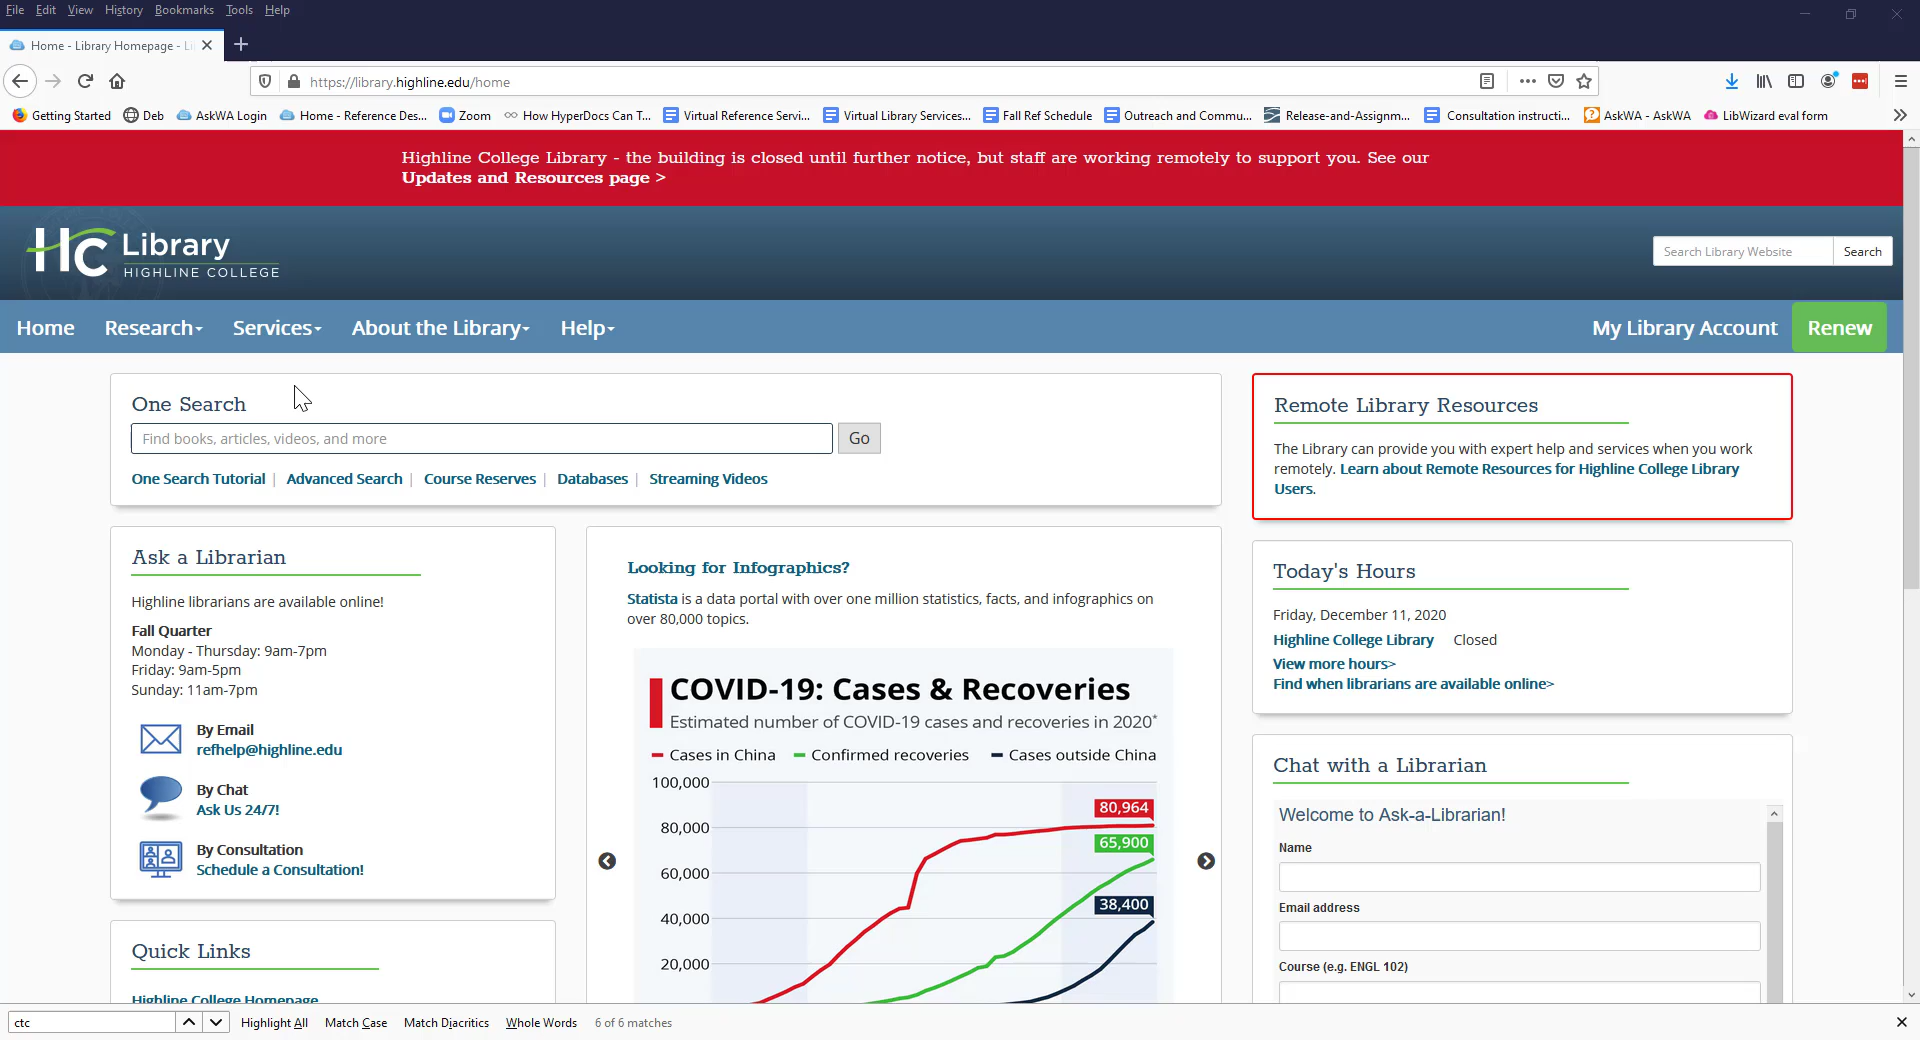 File Edit View History Bookmarks Tools Help
Home - Library Homepage - Li
https://library.highline.edu/home
Getting Started Deb AskWA Login Home - Reference Des... Zoom How HyperDocs Can T... Virtual Reference Servi... Virtual Library Services... Fall Ref Schedule Outreach and Commu... Release-and-Assignm... Consultation instructi... AskWA - AskWA LibWizard eval form
Highline College Library - the building is closed until further notice, but staff are working remotely to support you. See our
Updates and Resources page >
HC Library
HIGHLINE COLLEGE
Search Library Website Search
Home Research Services About the Library Help My Library Account Renew
One Search
Find books, articles, videos, and more Go
One Search Tutorial | Advanced Search | Course Reserves | Databases | Streaming Videos
Remote Library Resources
The Library can provide you with expert help and services when you work
remotely. Learn about Remote Resources for Highline College Library
Users.
Ask a Librarian
Highline librarians are available online!
Fall Quarter
Monday - Thursday: 9am-7pm
Friday: 9am-5pm
Sunday: 11am-7pm
By Email
refhelp@highline.edu
By Chat
Ask Us 24/7!
By Consultation
Schedule a Consultation!
Quick Links
Highline College Homepage
Looking for Infographics?
Statista is a data portal with over one million statistics, facts, and infographics on
over 80,000 topics.
COVID-19: Cases & Recoveries
Estimated number of COVID-19 cases and recoveries in 2020*
Cases in China Confirmed recoveries Cases outside China
100,000
80,964
80,000
65,900
60,000
38,400
40,000
20,000
Today's Hours
Friday, December 11, 2020
Highline College Library Closed
View more hours>
Find when librarians are available online>
Chat with a Librarian
Welcome to Ask-a-Librarian!
Name
Email address
Course (e.g. ENGL 102)
ctc Highlight All Match Case Match Diacritics Whole Words 6 of 6 matches